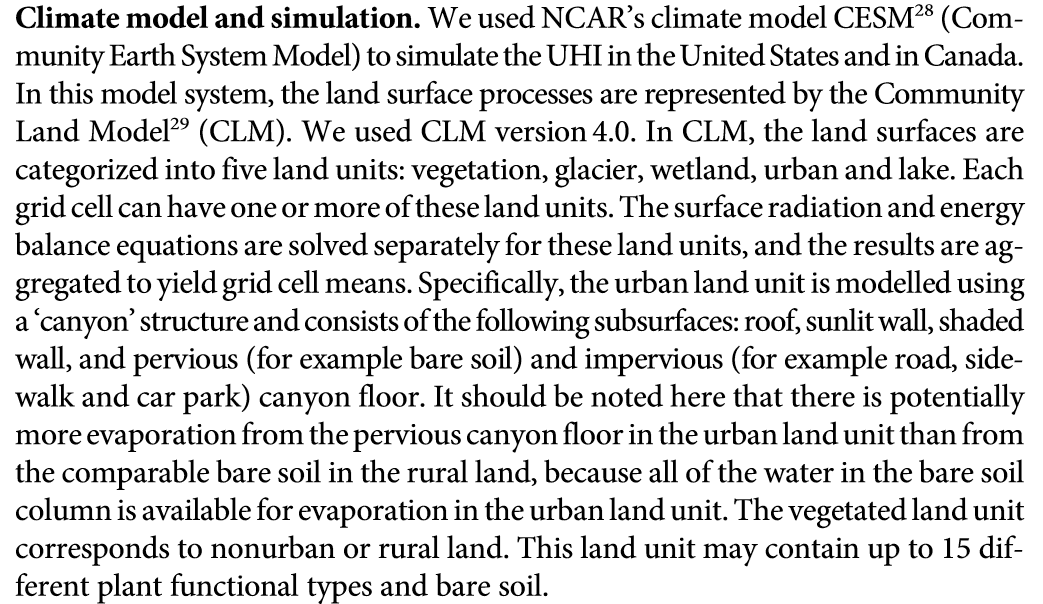 Climate model and simulation. We used NCAR’s climate model CESM28 (Com-
munity Earth System Model) to simulate the UHI in the United States and in Canada.
In this model system, the land surface processes are represented by the Community
Land Model29 (CLM). We used CLM version 4.0. In CLM, the land surfaces are
categorized into five land units: vegetation, glacier, wetland, urban and lake. Each
grid cell can have one or more of these land units. The surface radiation and energy
balance equations are solved separately for these land units, and the results are ag-
gregated to yield grid cell means. Specifically, the urban land unit is modelled using
a ‘canyon’ structure and consists of the following subsurfaces: roof, sunlit wall, shaded
wall, and pervious (for example bare soil) and impervious (for example road, side-
walk and car park) canyon floor. It should be noted here that there is potentially
more evaporation from the pervious canyon floor in the urban land unit than from
the comparable bare soil in the rural land, because all of the water in the bare soil
column is available for evaporation in the urban land unit. The vegetated land unit
corresponds to nonurban or rural land. This land unit may contain up to 15 dif-
ferent plant functional types and bare soil.